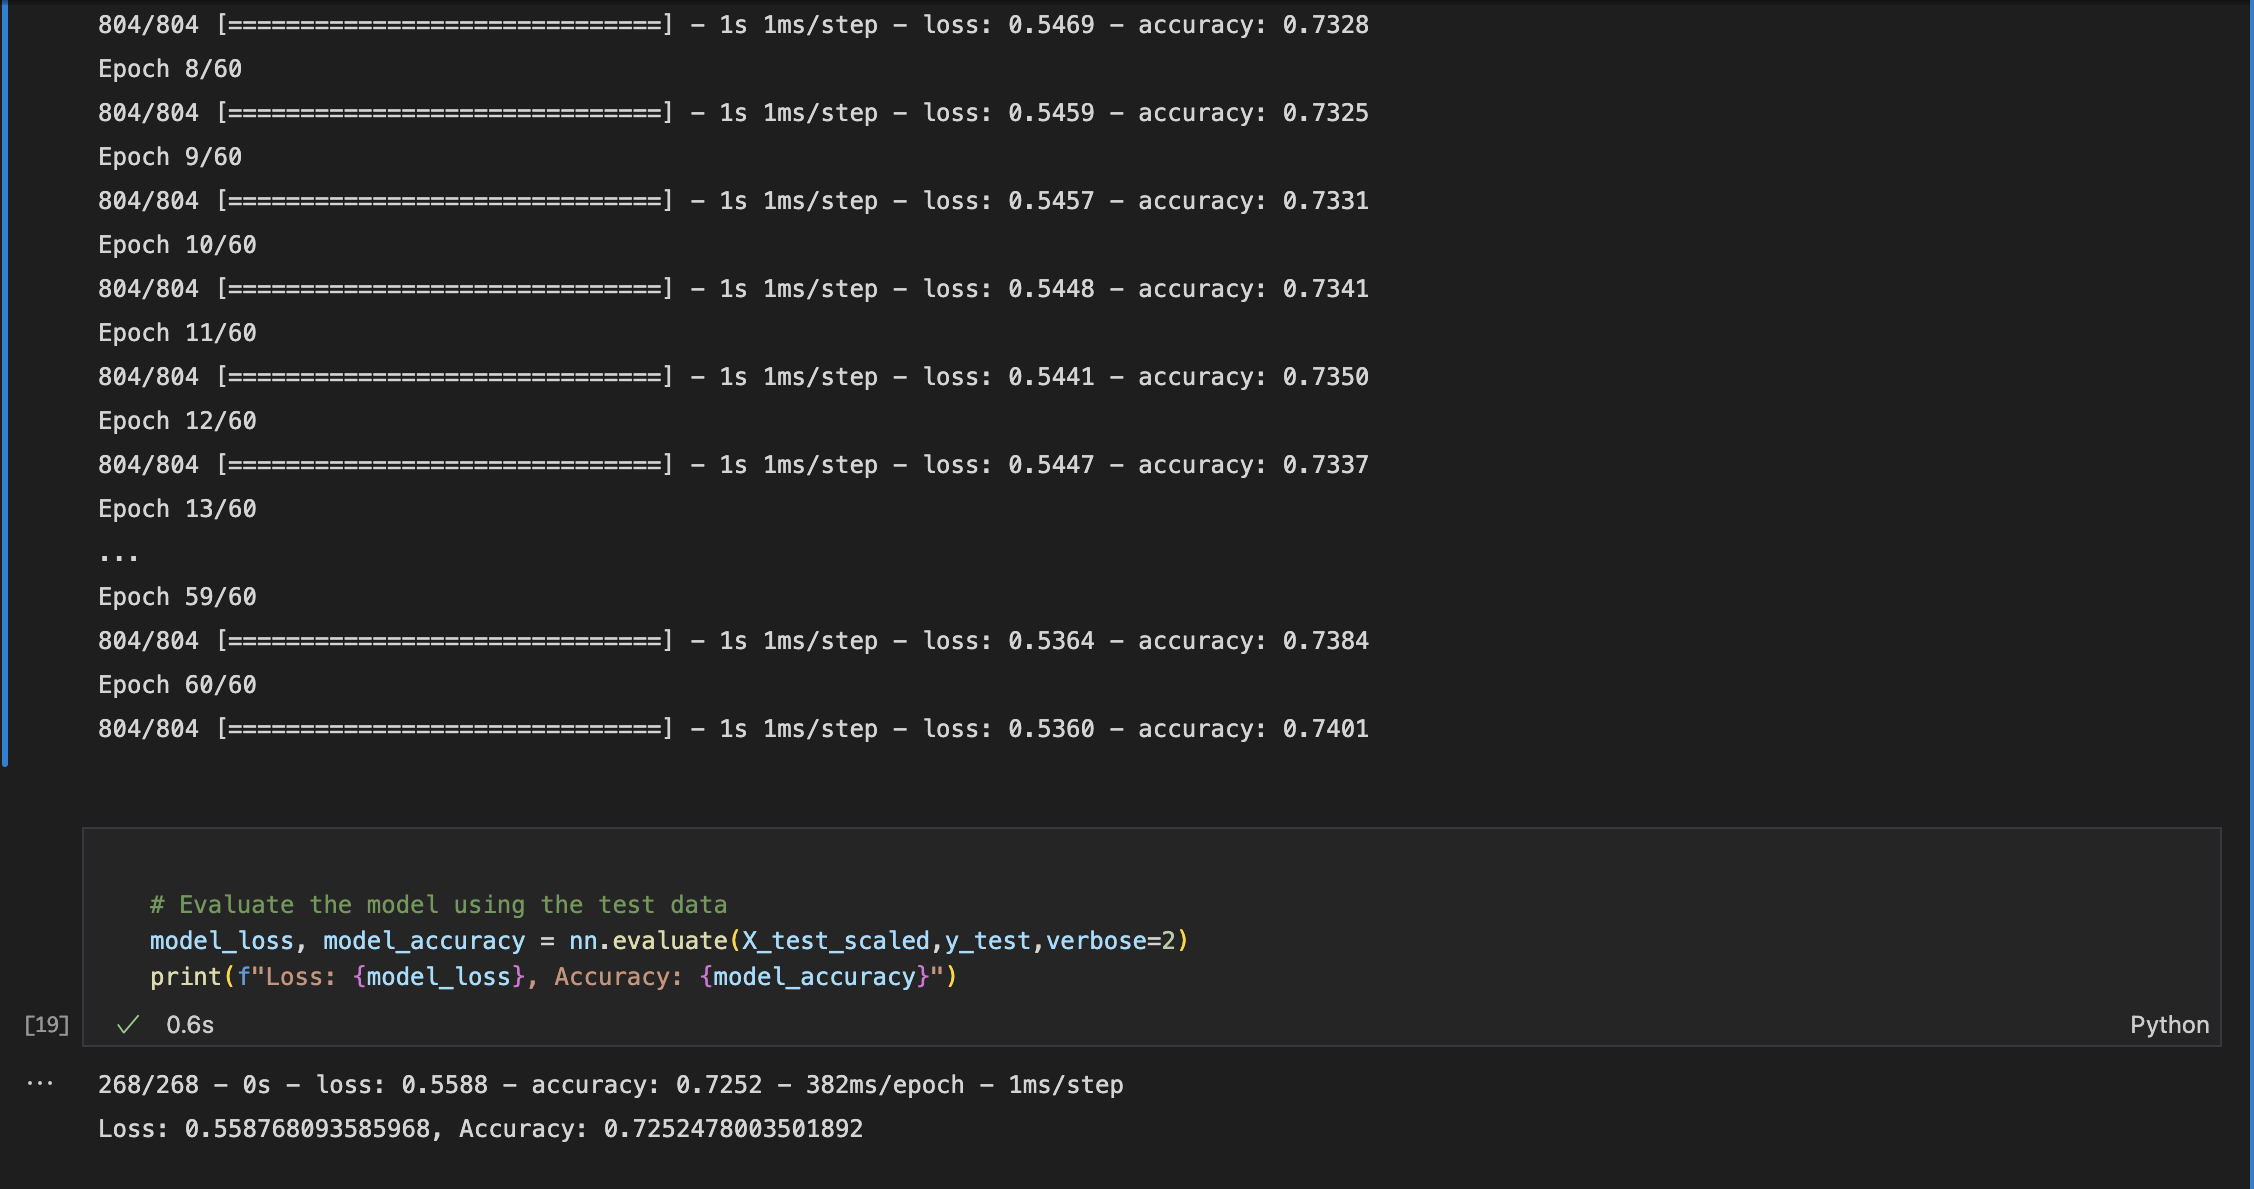 804/804 [==============================] - 1s 1ms/step - loss: 0.5469 - accuracy: 0.7328
Epoch 8/60
804/804 [==============================] - 1s 1ms/step - loss: 0.5459 - accuracy: 0.7325
Epoch 9/60
804/804 [==============================] - 1s 1ms/step - loss: 0.5457 - accuracy: 0.7331
Epoch 10/60
804/804 [==============================] - 1s 1ms/step - loss: 0.5448 - accuracy: 0.7341
Epoch 11/60
804/804 [==============================] - 1s 1ms/step - loss: 0.5441 - accuracy: 0.7350
Epoch 12/60
804/804 [==============================] - 1s 1ms/step - loss: 0.5447 - accuracy: 0.7337
Epoch 13/60
...
Epoch 59/60
804/804 [==============================] - 1s 1ms/step - loss: 0.5364 - accuracy: 0.7384
Epoch 60/60
804/804 [==============================] - 1s 1ms/step - loss: 0.5360 - accuracy: 0.7401
# Evaluate the model using the test data
model_loss, model_accuracy = nn.evaluate(X_test_scaled,y_test,verbose=2)
print(f"Loss: {model_loss}, Accuracy: {model_accuracy}")
[19] ✓ 0.6s Python
... 268/268 - 0s - loss: 0.5588 - accuracy: 0.7252 - 382ms/epoch - 1ms/step
Loss: 0.558768093585968, Accuracy: 0.7252478003501892